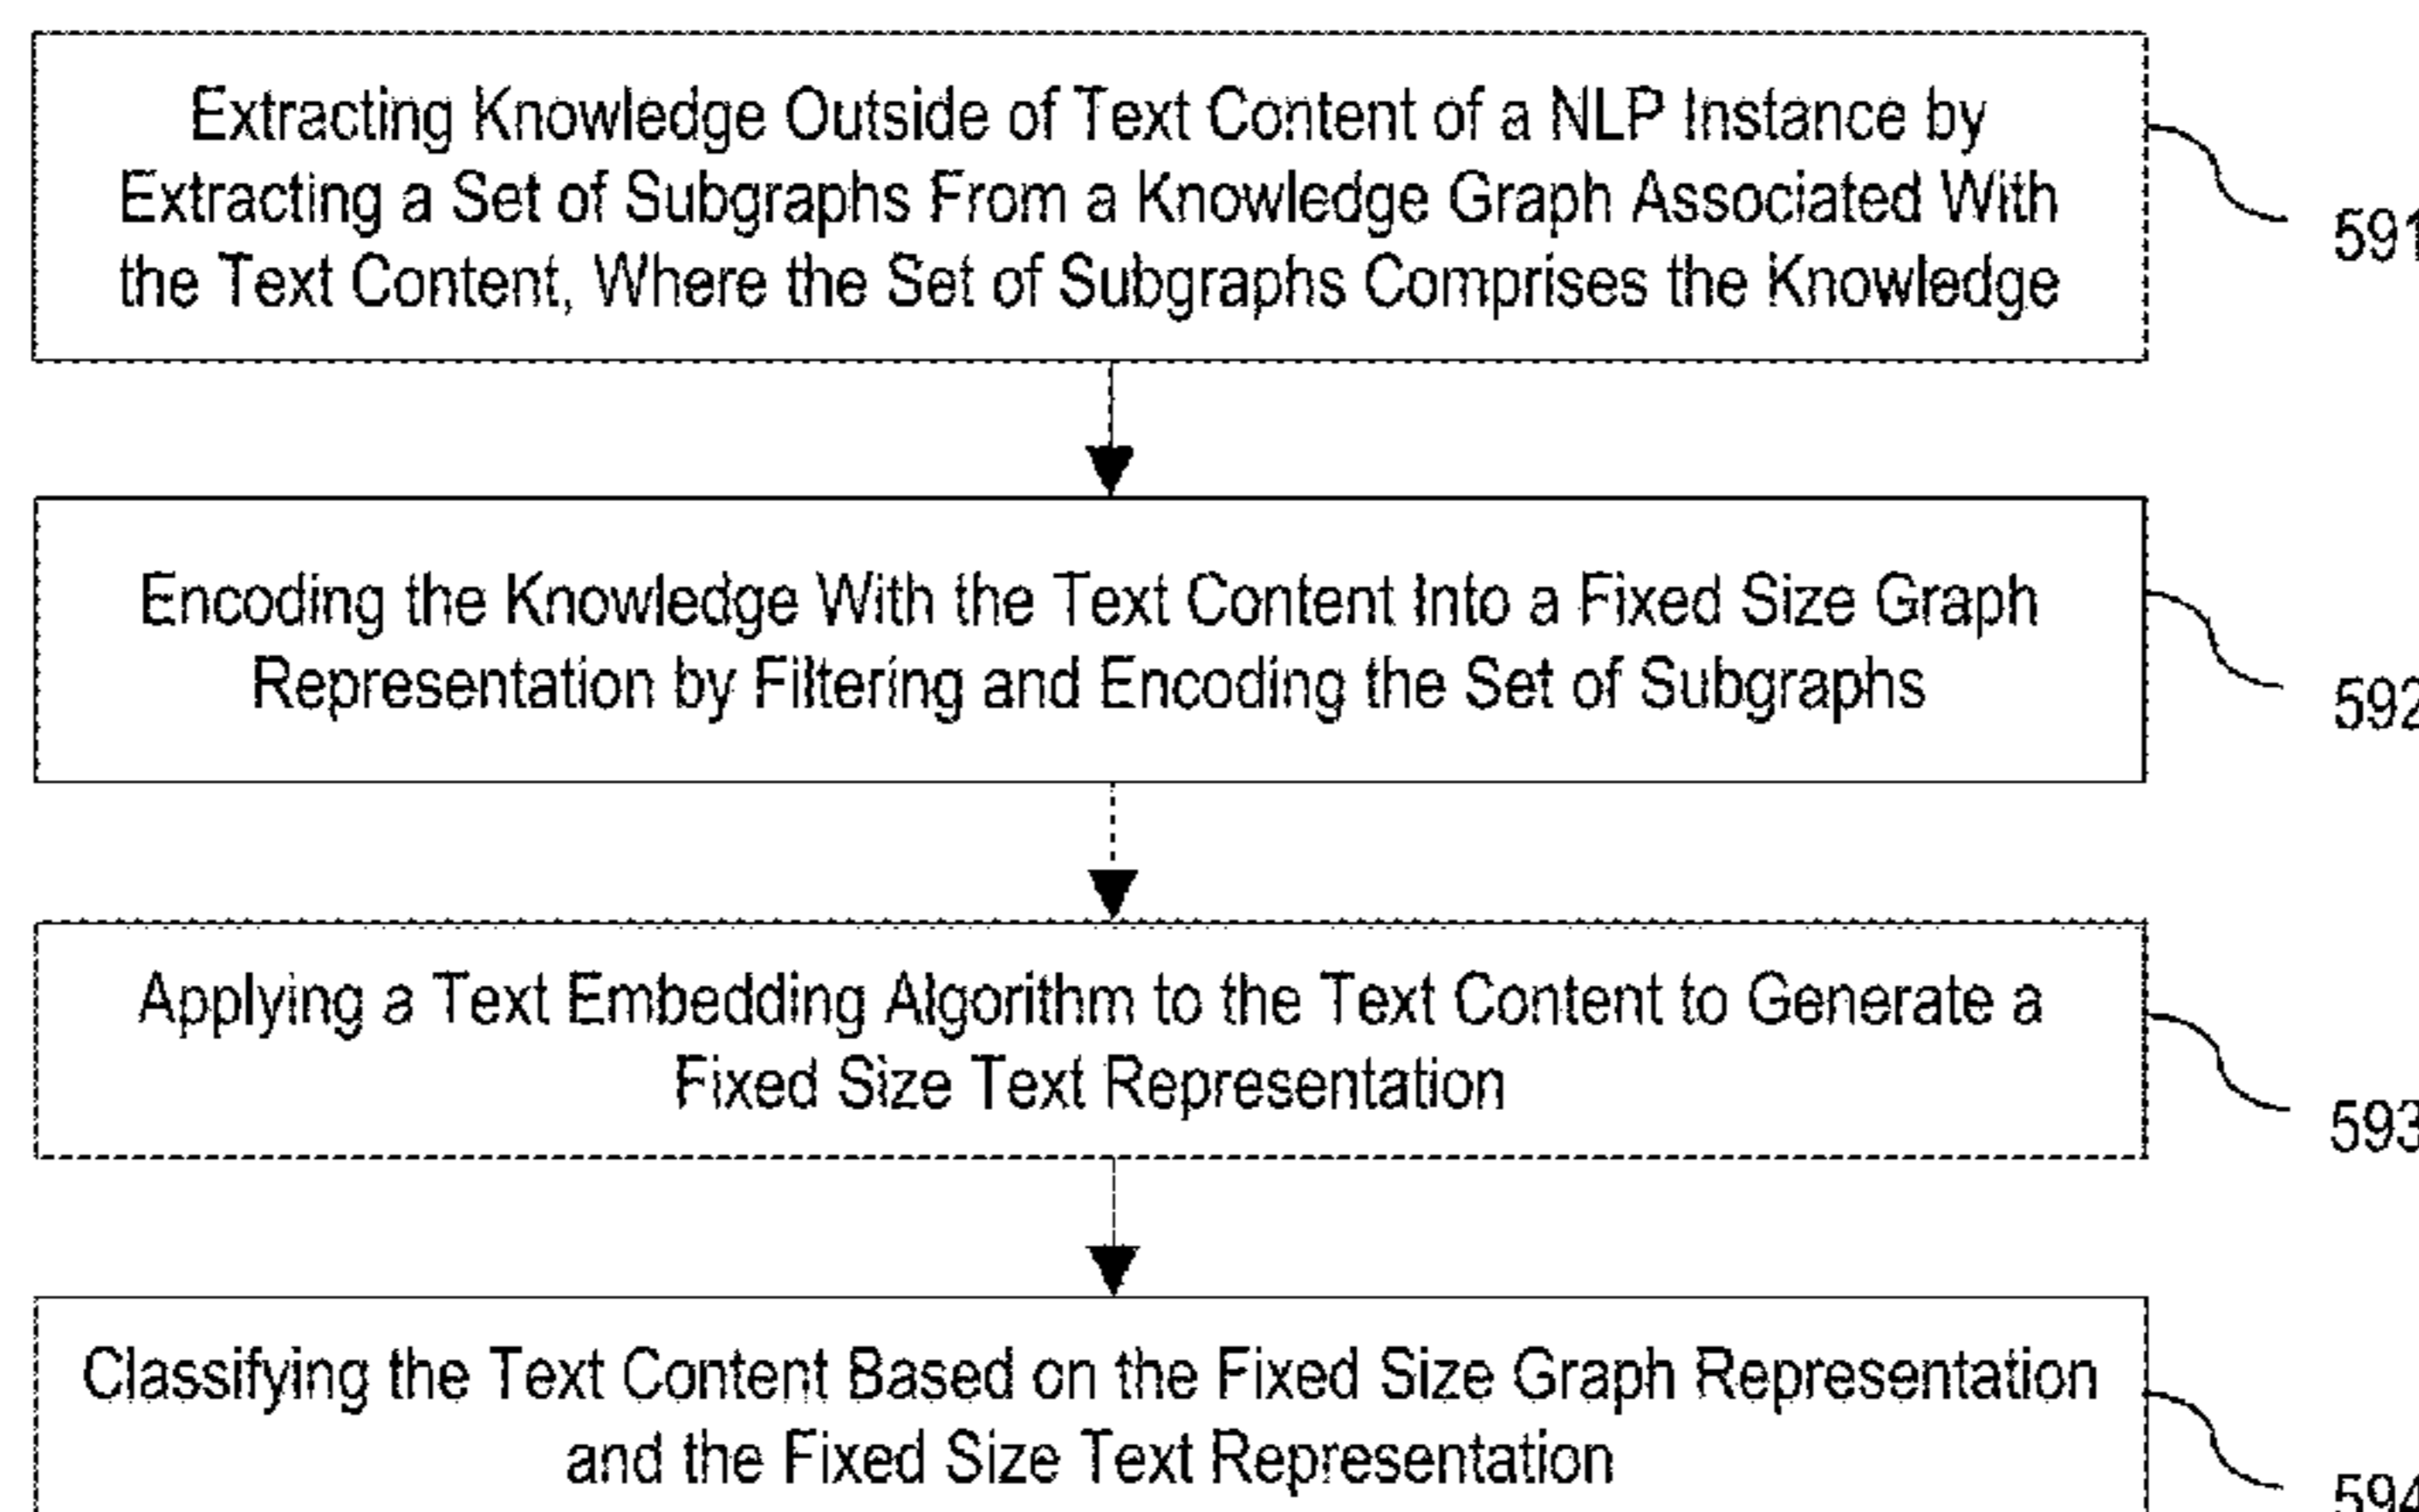 Extracting Knowledge Outside of Text Content of a NLP Instance by
Extracting a Set of Subgraphs From a Knowledge Graph Associated With
the Text Content, Where the Set of Subgraphs Comprises the Knowledge
591
Encoding the Knowledge With the Text Content Into a Fixed Size Graph
Representation by Filtering and Encoding the Set of Subgraphs
592
Applying a Text Embedding Algorithm to the Text Content to Generate a
Fixed Size Text Representation
593
Classifying the Text Content Based on the Fixed Size Graph Representation
and the Fixed Size Text Representation
594